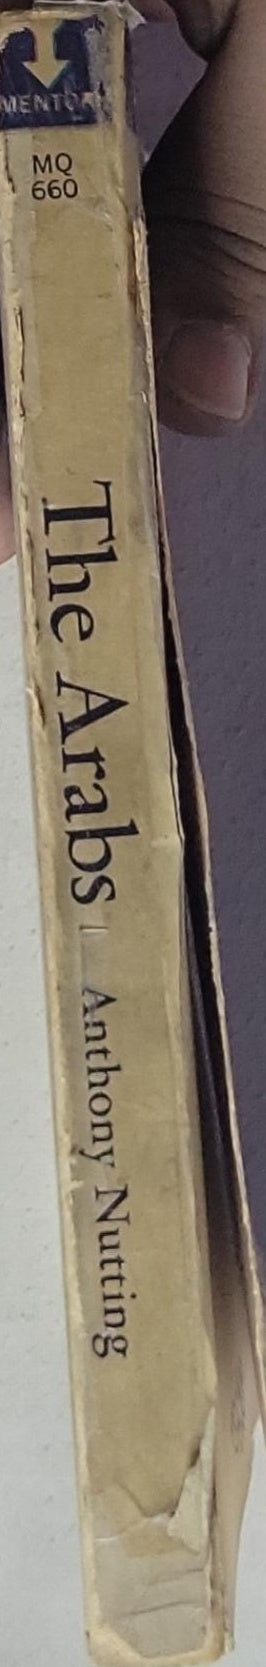 MENTOR
MQ
660
The Arabs
Anthony Nutting